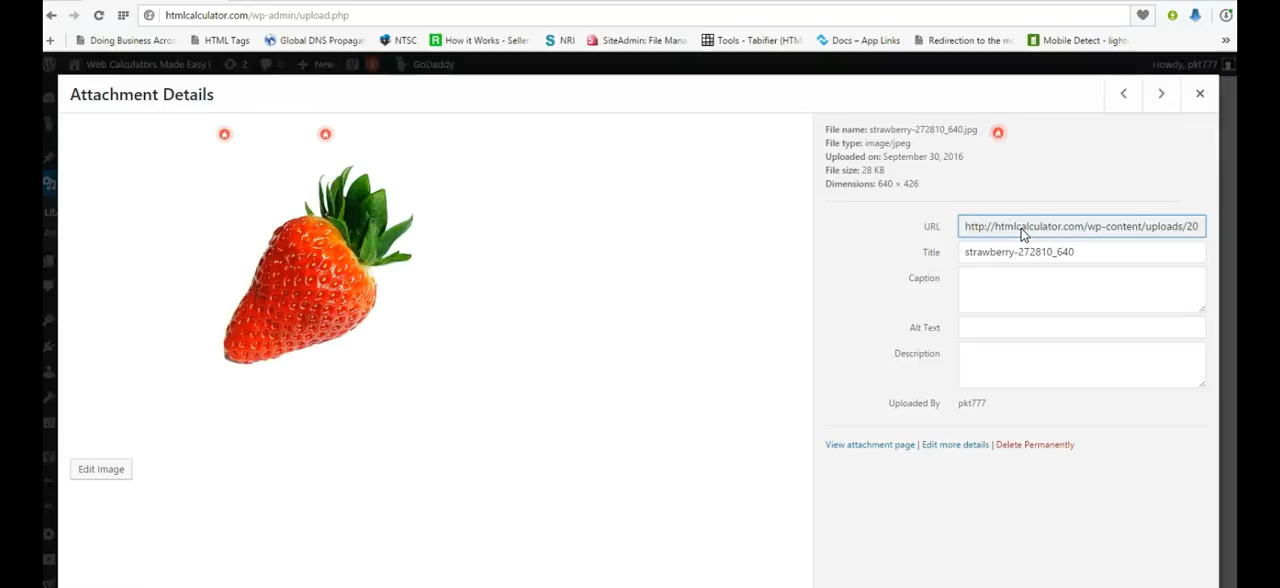 htmlcalculator.com/wp-admin/upload.php
Doing Business Acro HTML Tags Global DNS Propagat NTSC How it Works - Seller NRI SiteAdmin: File Mana Tools - Tabifier (HTM Docs – App Links Redirection to the m Mobile Detect - light
Web Calculators Made Easy 2 New 1 GoDaddy Howdy, pkt777
Attachment Details
File name: strawberry-272810_640.jpg
File type: image/jpeg
Uploaded on: September 30, 2016
File size: 28 KB
Dimensions: 640 × 426
URL http://htmlcalculator.com/wp-content/uploads/20
Title strawberry-272810_640
Caption
Alt Text
Description
Uploaded By pkt777
View attachment page | Edit more details | Delete Permanently
Edit Image